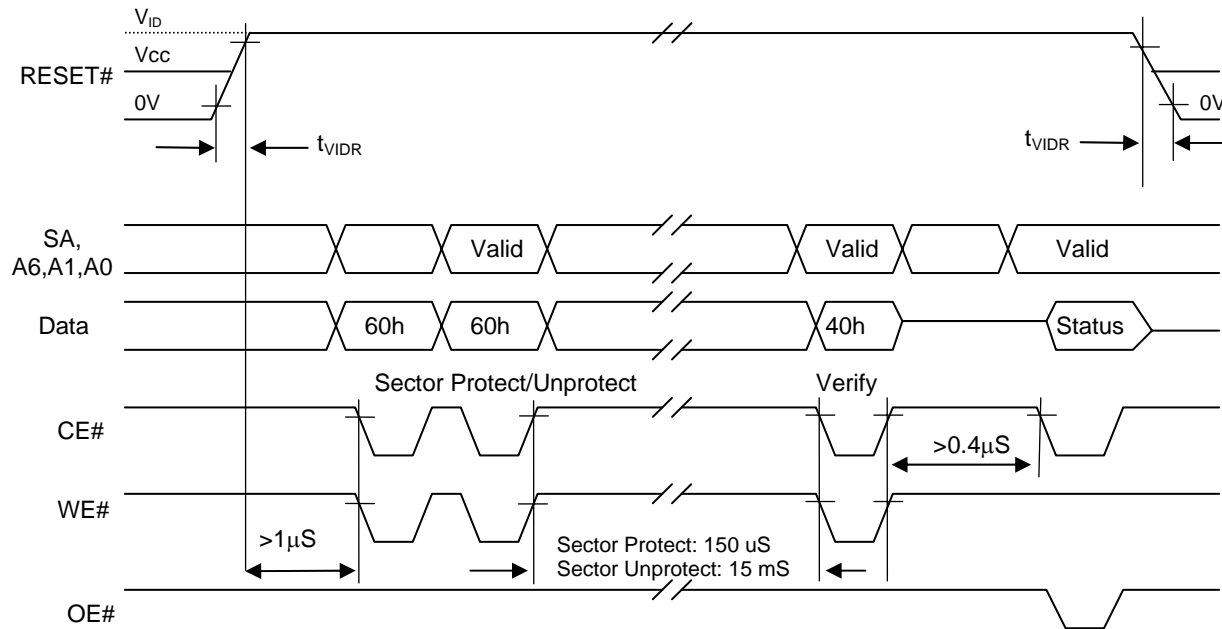 VID
Vcc
RESET#
0V
0V
tVIDR
tVIDR
SA,
A6,A1,A0
Valid
Valid
Valid
Data
60h
60h
40h
Status
Sector Protect/Unprotect
Verify
CE#
>0.4μS
WE#
>1μS
Sector Protect: 150 uS
Sector Unprotect: 15 mS
OE#